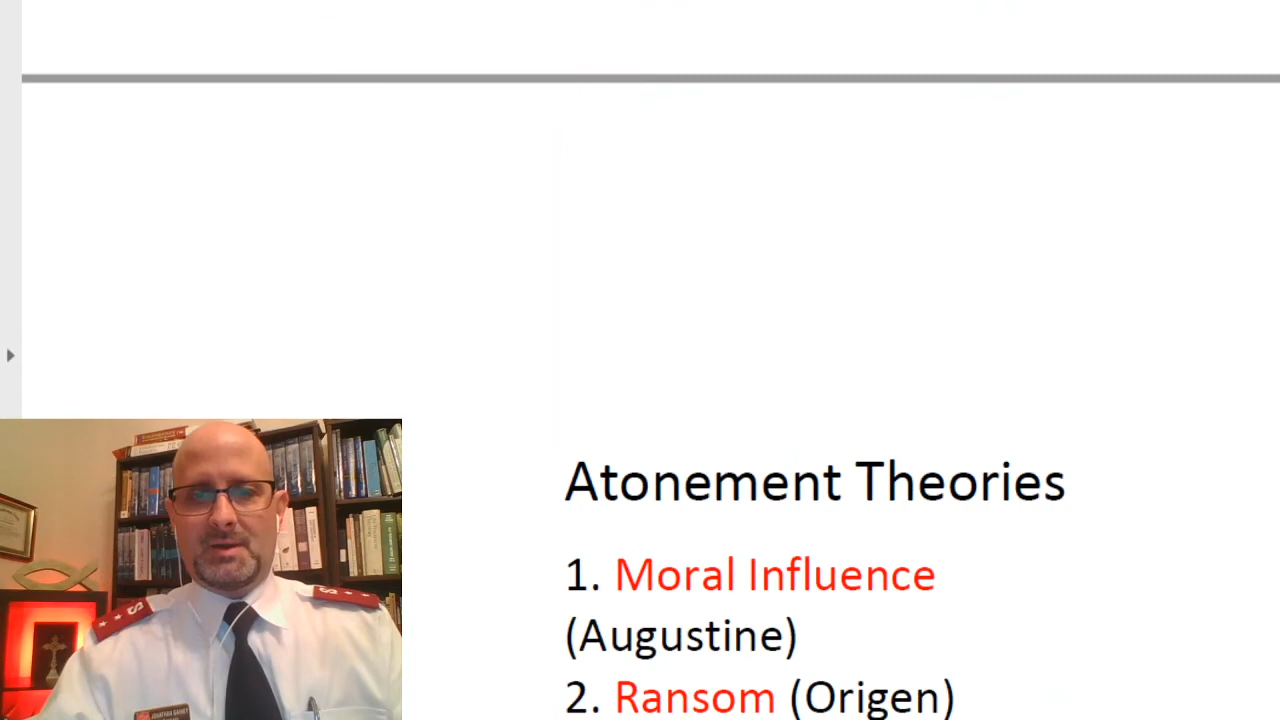 Atonement Theories
1. Moral Influence
(Augustine)
2. Ransom (Origen)
S
S